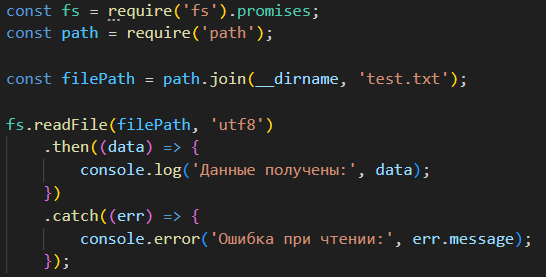 const fs = require('fs').promises;
const path = require('path');
const filePath = path.join(__dirname, 'test.txt');
fs.readFile(filePath, 'utf8')
.then((data) => {
console.log('Данные получены:', data);
})
.catch((err) => {
console.error('Ошибка при чтении:', err.message);
});